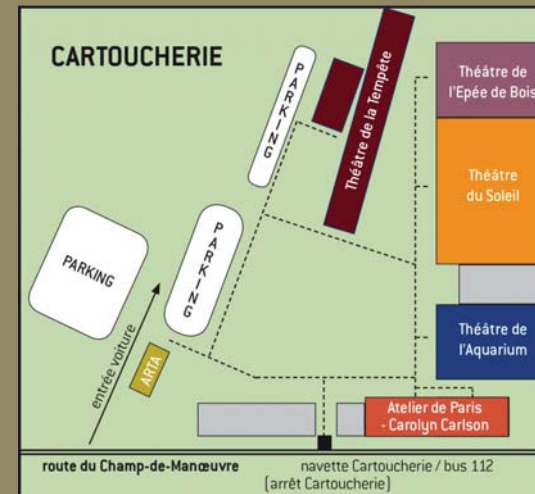 CARTOUCHERIE
PARKING
Théâtre de la Tempête
Théâtre de
l'Epée de Bois
Théâtre
du Soleil
PARKING
PARKING
entrée voiture
ARTA
Théâtre de
l'Aquarium
Atelier de Paris
- Carolyn Carlson
route du Champ-de-Manœuvre
navette Cartoucherie / bus 112
(arrêt Cartoucherie)